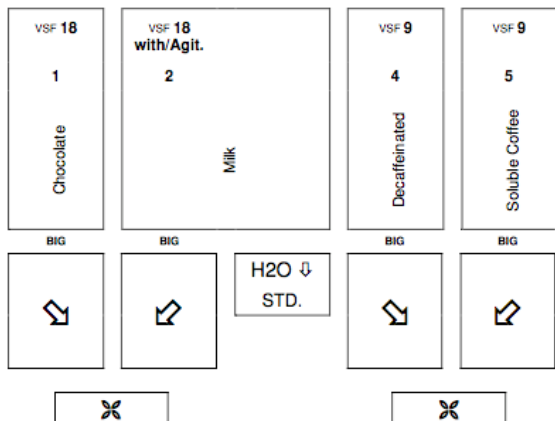 VSF 18
1
Chocolate
VSF 18
with/Agit.
2
Milk
VSF 9
4
Decaffeinated
VSF 9
5
Soluble Coffee
BIG
BIG
BIG
BIG
H2O ⇩
STD.